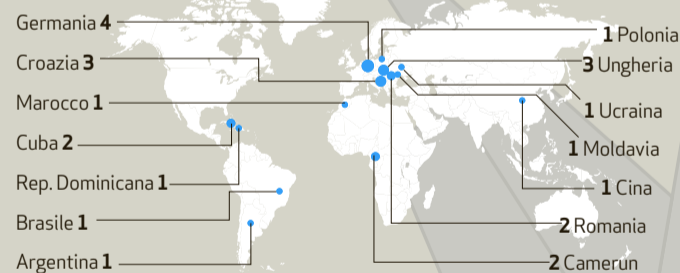 Germania 4
Croazia 3
Marocco 1
Cuba 2
Rep. Dominicana 1
Brasile 1
Argentina 1
1 Polonia
3 Ungheria
1 Ucraina
1 Moldavia
1 Cina
2 Romania
2 Camerun